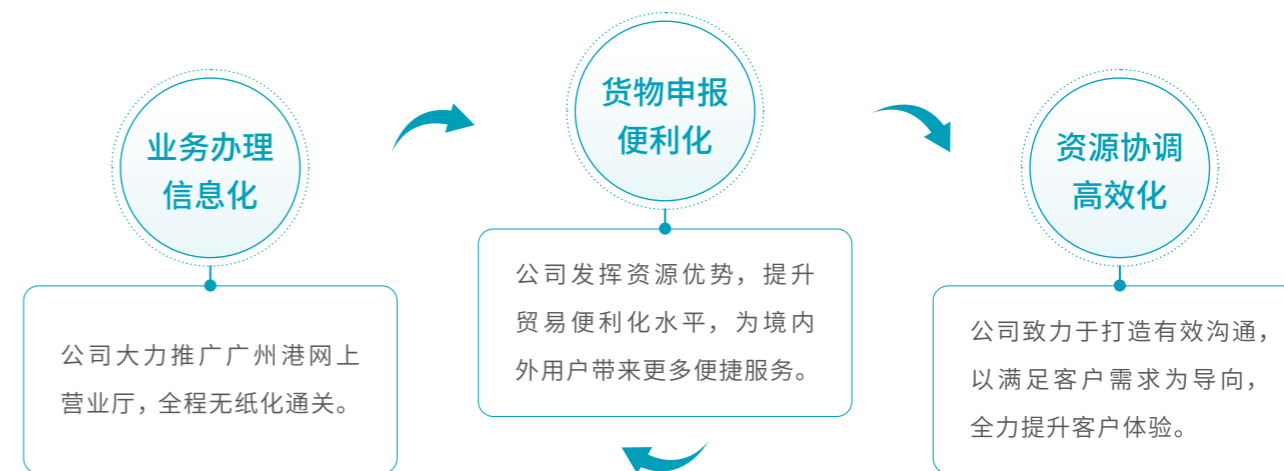 业务办理
信息化
公司大力推广广州港网上
营业厅，全程无纸化通关。
货物申报
便利化
公司发挥资源优势，提升
贸易便利化水平，为境内
外用户带来更多便捷服务。
资源协调
高效化
公司致力于打造有效沟通，
以满足客户需求为导向，
全力提升客户体验。